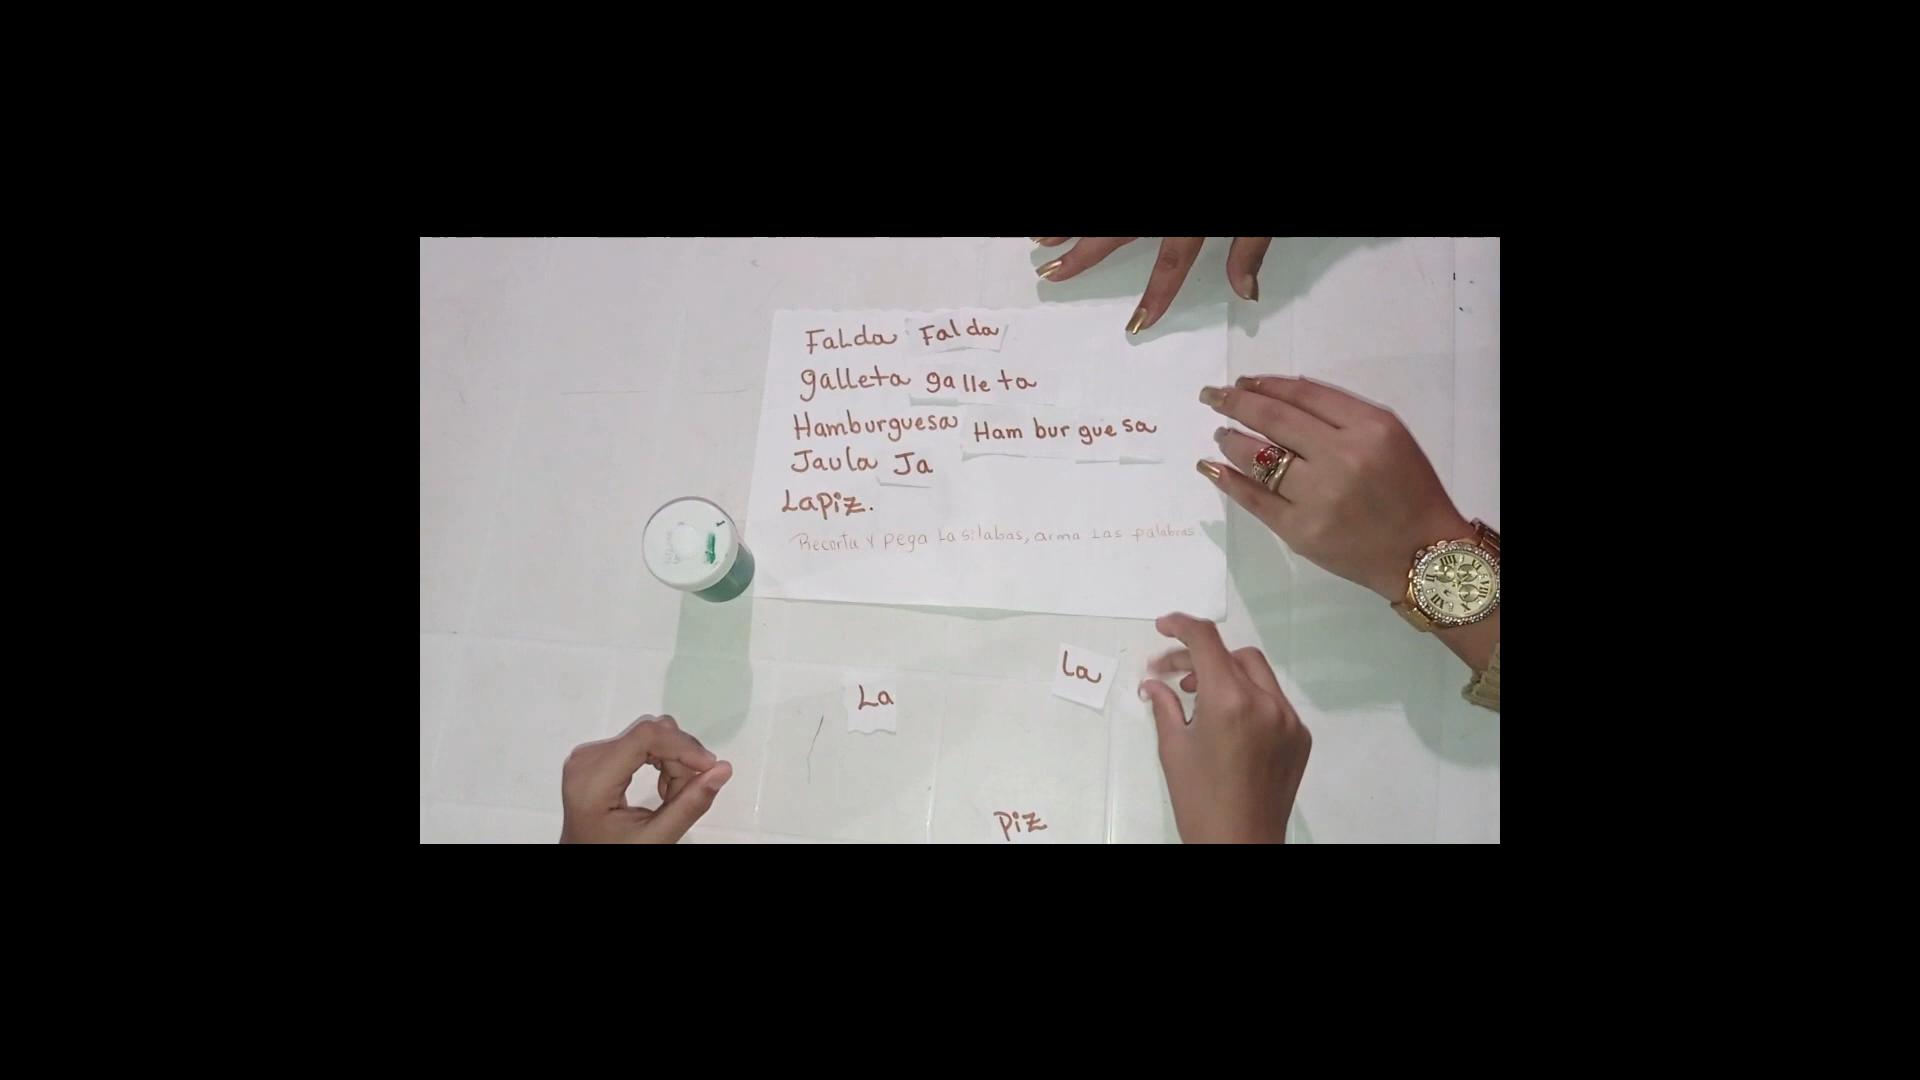 Falda Fal da
galleta ga lle ta
Hamburguesa Ham bur gue sa
Jaula Ja
Lapiz.
Recorta y pega La silabas, arma Las palabras
la
La
piz